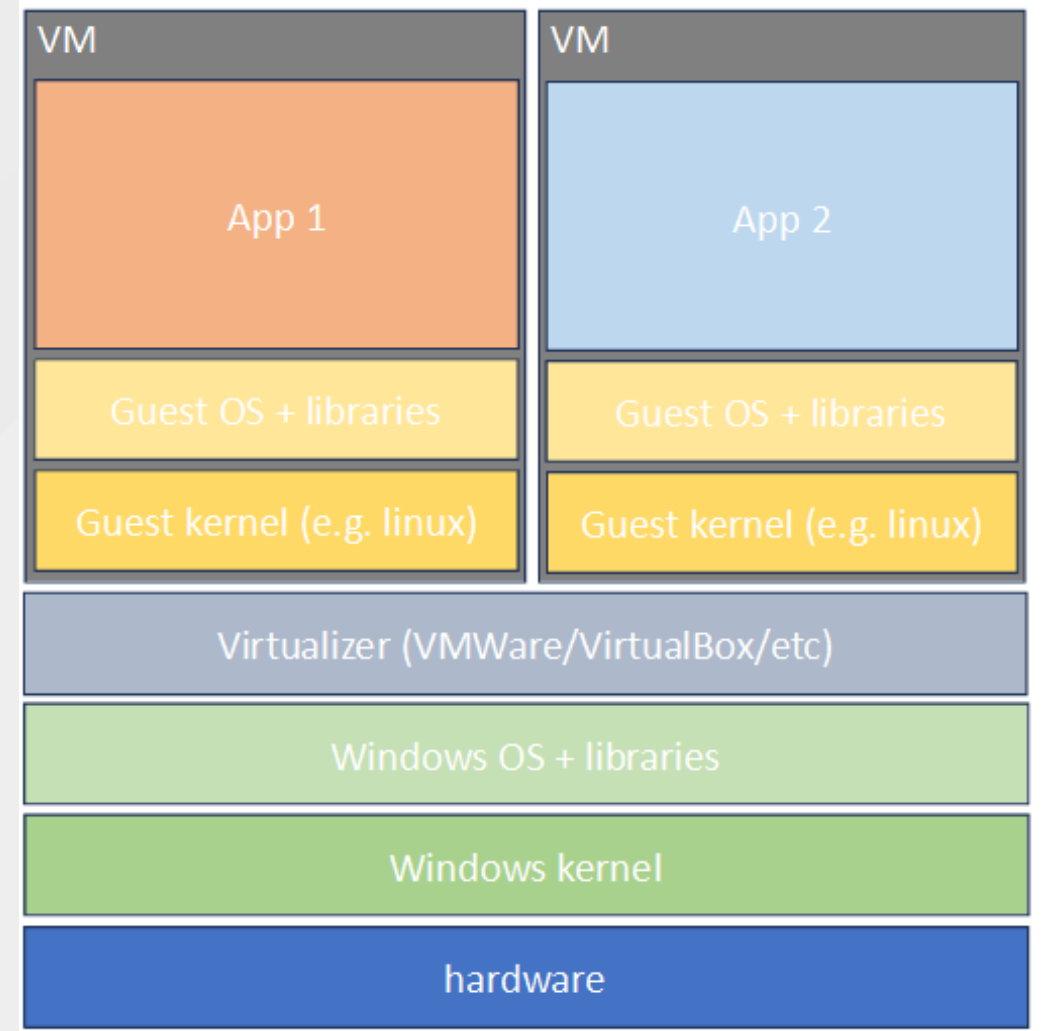 VM
App 1
Guest OS + libraries
Guest kernel (e.g. linux)
VM
App 2
Guest OS + libraries
Guest kernel (e.g. linux)
Virtualizer (VMWare/VirtualBox/etc)
Windows OS + libraries
Windows kernel
hardware